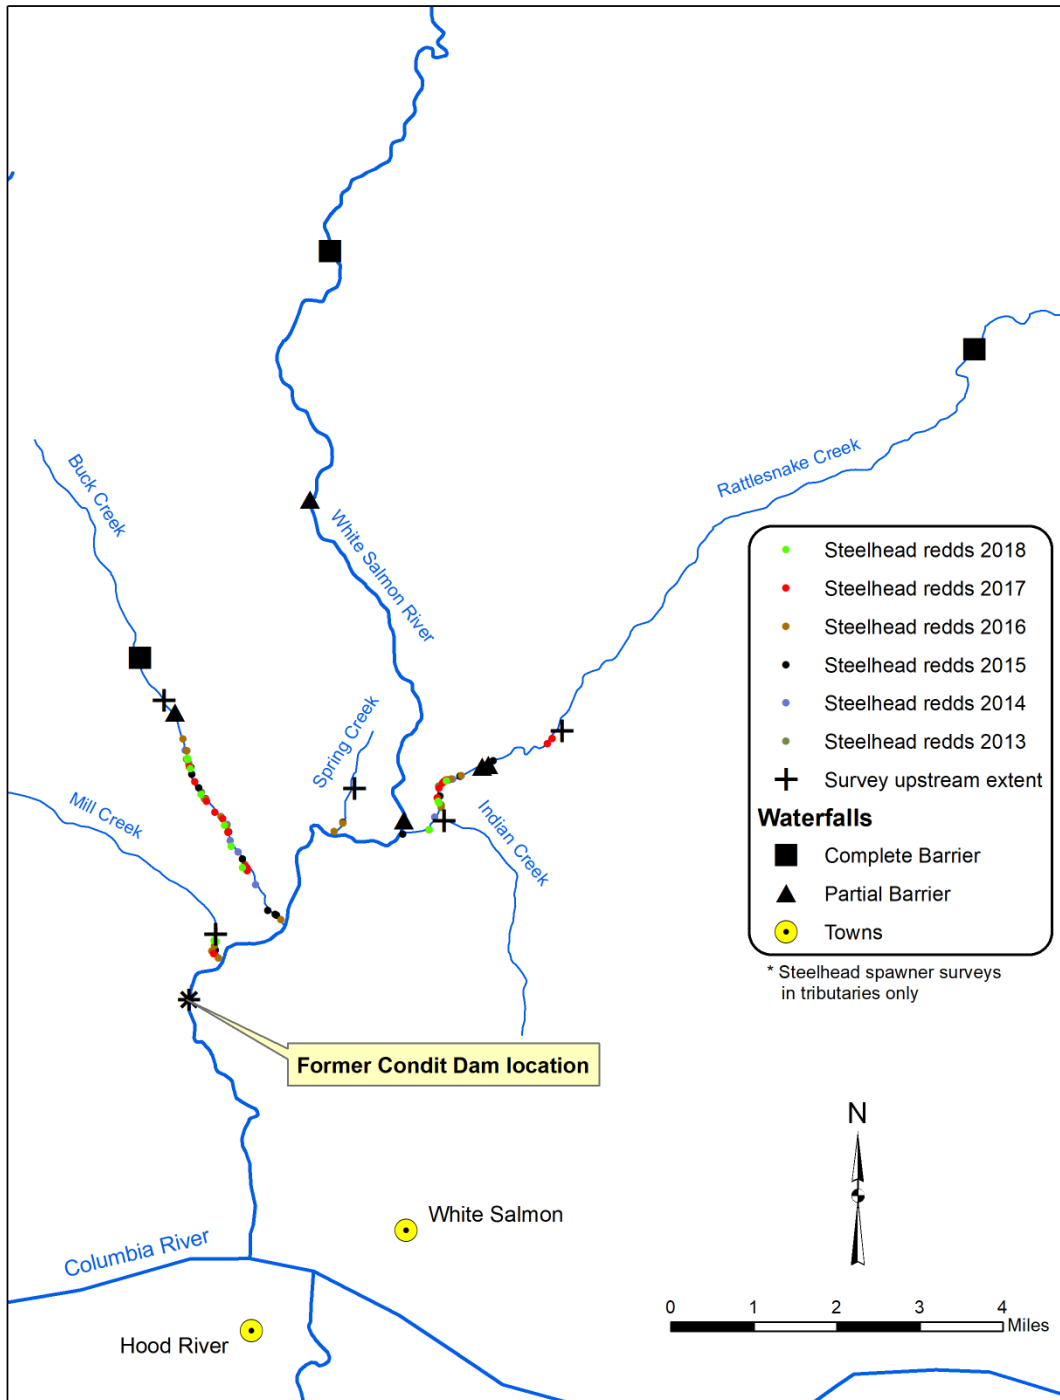 Buck Creek
Rattlesnake Creek
White Salmon River
Spring Creek
Mill Creek
Indian Creek
Steelhead redds 2018
Steelhead redds 2017
Steelhead redds 2016
Steelhead redds 2015
Steelhead redds 2014
Steelhead redds 2013
Survey upstream extent
Waterfalls
Complete Barrier
Partial Barrier
Towns
* Steelhead spawner surveys
in tributaries only
Former Condit Dam location
N
White Salmon
Columbia River
Hood River
0 1 2 3 4
Miles